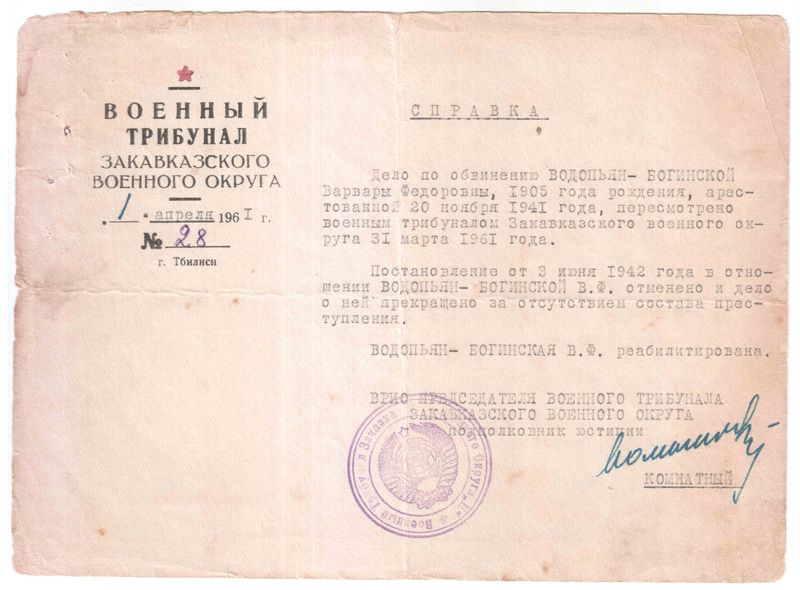 ВОЕННЫЙ
ТРИБУНАЛ
ЗАКАВКАЗСКОГО
ВОЕННОГО ОКРУГА
„1“ апреля 1961 г.
№ 28
г. Тбилиси
СПРАВКА
Дело по обвинению ВОДОПЬЯН- БОГИНСКОЙ
Варвары Федоровны, 1905 года рождения, арес-
тованной 20 ноября 1941 года, пересмотрено
военным трибуналом Закавказского военного ок-
руга 31 марта 1961 года.
Постановление от 3 июня 1942 года в отно-
шении ВОДОПЬЯН- БОГИНСКОЙ В.Ф. отменено и дело
о ней прекращено за отсутствием состава прес-
тупления.
ВОДОПЬЯН- БОГИНСКАЯ В.Ф. реабилитирована.
ВРИО ПРЕДСЕДАТЕЛЯ ВОЕННОГО ТРИБУНАЛА
ЗАКАВКАЗСКОГО ВОЕННОГО ОКРУГА
подполковник юстиции
КОМНАТНЫЙ
Военный Закавка Округа